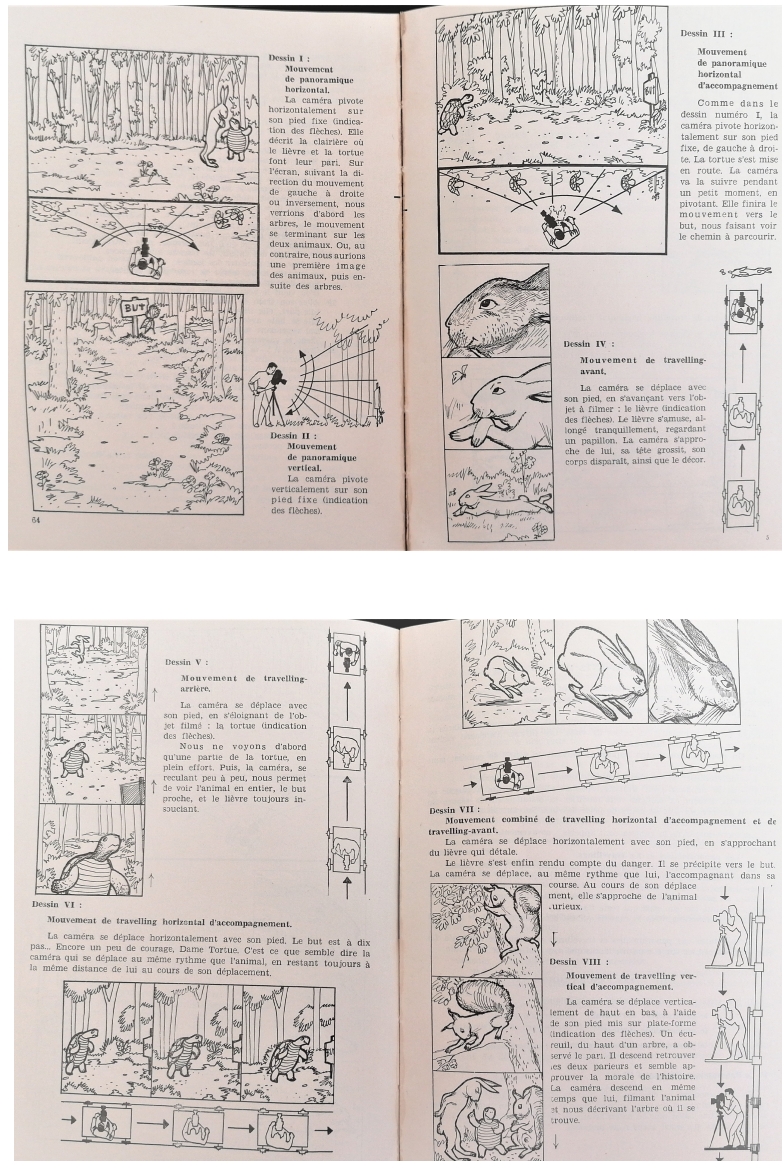 Dessin I :
Mouvement
de panoramique
horizontal.
La caméra pivote
horizontalement sur
son pied fixe (indica-
tion des flèches). Elle
décrit la clairière où
le lièvre et la tortue
font leur pari. Sur
l'écran, suivant la di-
rection du mouvement
de gauche à droite
ou inversement, nous
verrions d'abord les
arbres, le mouvement
se terminant sur les
deux animaux. Ou, au
contraire, nous aurions
une première image
des animaux, puis en-
suite des arbres.
BUT
Dessin II :
Mouvement
de panoramique
vertical.
La caméra pivote
verticalement sur son
pied fixe (indication
des flèches).
64
BUT
Dessin III :
Mouvement
de panoramique
horizontal
d'accompagnement
Comme dans le
dessin numéro I, la
caméra pivote horizon-
talement sur son pied
fixe, de gauche à droi-
te. La tortue s'est mise
en route. La caméra
va la suivre pendant
un petit moment, en
pivotant. Elle finira le
mouvement vers le
but, nous faisant voir
le chemin à parcourir.
Dessin IV :
Mouvement de travelling-
avant.
La caméra se déplace avec
son pied, en s'avançant vers l'ob-
jet à filmer : le lièvre (indication
des flèches). Le lièvre s'amuse, al-
longé tranquillement, regardant
un papillon. La caméra s'appro-
che de lui, sa tête grossit, son
corps disparaît, ainsi que le décor.
5
Dessin V :
Mouvement de travelling-
arrière.
La caméra se déplace avec
son pied, en s'éloignant de l'ob-
jet filmé : la tortue (indication
des flèches).
Nous ne voyons d'abord
qu'une partie de la tortue, en
plein effort. Puis, la caméra, se
reculant peu à peu, nous permet
de voir l'animal en entier, le but
proche, et le lièvre toujours in-
souciant.
Dessin VI :
Mouvement de travelling horizontal d'accompagnement.
La caméra se déplace horizontalement avec son pied. Le but est à dix
pas... Encore un peu de courage, Dame Tortue. C'est ce que semble dire la
caméra qui se déplace au même rythme que l'animal, en restant toujours à
la même distance de lui au cours de son déplacement.
Dessin VII :
Mouvement combiné de travelling horizontal d'accompagnement et de
travelling-avant.
La caméra se déplace horizontalement avec son pied, en s'approchant
du lièvre qui détale.
Le lièvre s'est enfin rendu compte du danger. Il se précipite vers le but.
La caméra se déplace, au même rythme que lui, l'accompagnant dans sa
course. Au cours de son déplace
ment, elle s'approche de l'animal
urieux.
Dessin VIII :
Mouvement de travelling ver-
tical d'accompagnement.
La caméra se déplace vertica-
lement de haut en bas, à l'aide
de son pied mis sur plate-forme
(indication des flèches). Un écu-
reuil, du haut d'un arbre, a ob-
servé le pari. Il descend retrouver
les deux parieurs et semble ap-
prouver la morale de l'histoire.
La caméra descend en même
temps que lui, filmant l'animal
et nous décrivant l'arbre où il se
trouve.